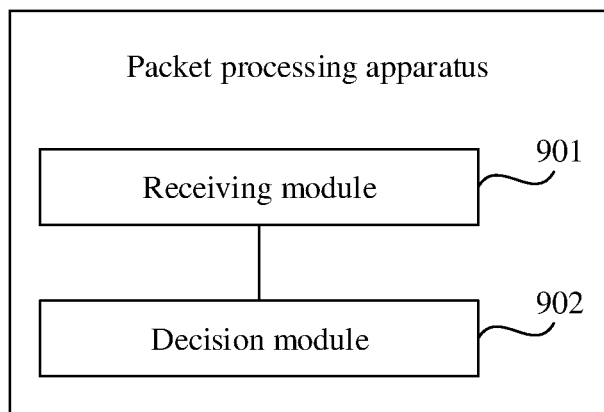 Packet processing apparatus
901
Receiving module
902
Decision module